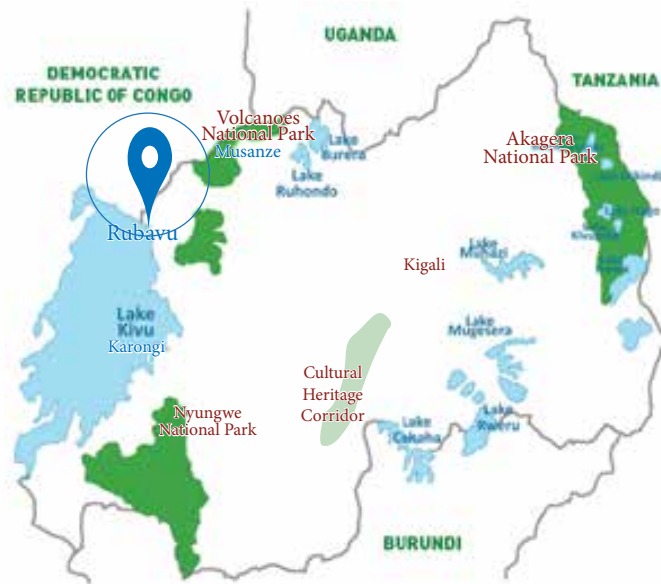 UGANDA
DEMOCRATIC
REPUBLIC OF CONGO
TANZANIA
Volcanoes
National Park
Musanze
Lake
Burera
Lake
Ruhondo
Akagera
National Park
Rubavu
Kigali
Lake
Muhazi
Lake
Kivu
Karongi
Lake
Mugesera
Cultural
Heritage
Corridor
Nyungwe
National Park
Lake
Rweru
Lake
BURUNDI